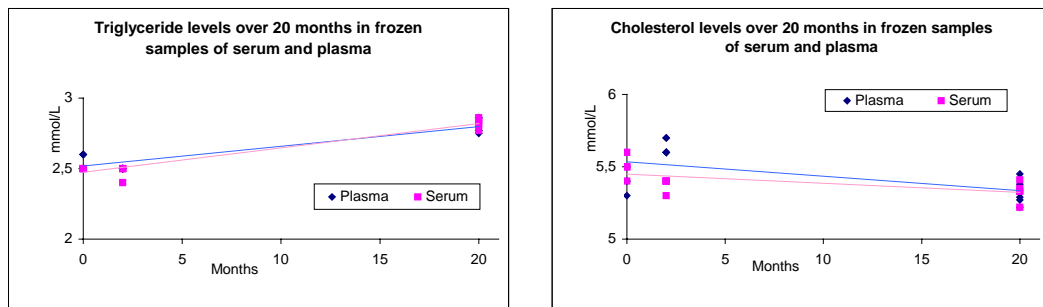 Triglyceride levels over 20 months in frozen
samples of serum and plasma
mmol/L
3
2,5
2
0
5
10
15
20
Months
Plasma
Serum
Cholesterol levels over 20 months in frozen samples
of serum and plasma
mmol/L
6
5,5
5
0
5
10
15
20
Months
Plasma
Serum